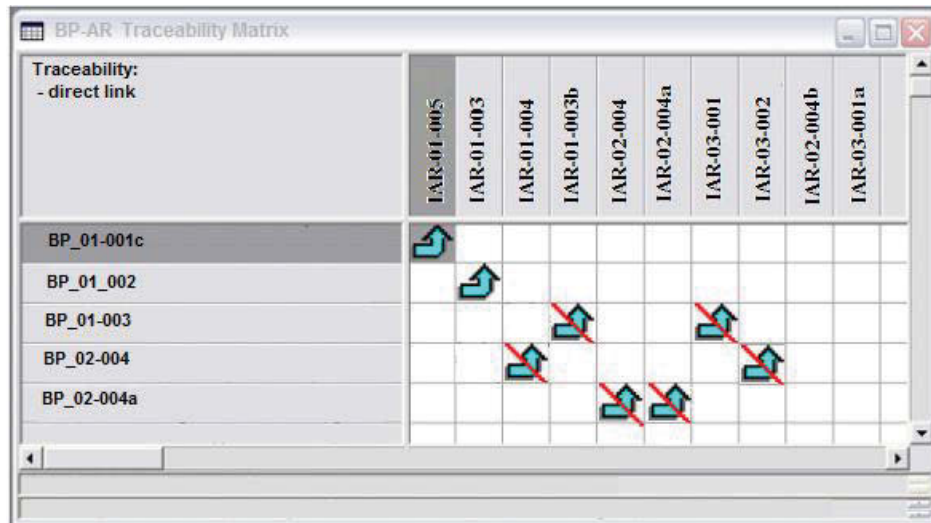 BP-AR Traceability Matrix
Traceability:
- direct link
IAR-01-005
IAR-01-003
IAR-01-004
IAR-01-003b
IAR-02-004
IAR-02-004a
IAR-03-001
IAR-03-002
IAR-02-004b
IAR-03-001a
BP_01-001c
BP_01_002
BP_01-003
BP_02-004
BP_02-004a